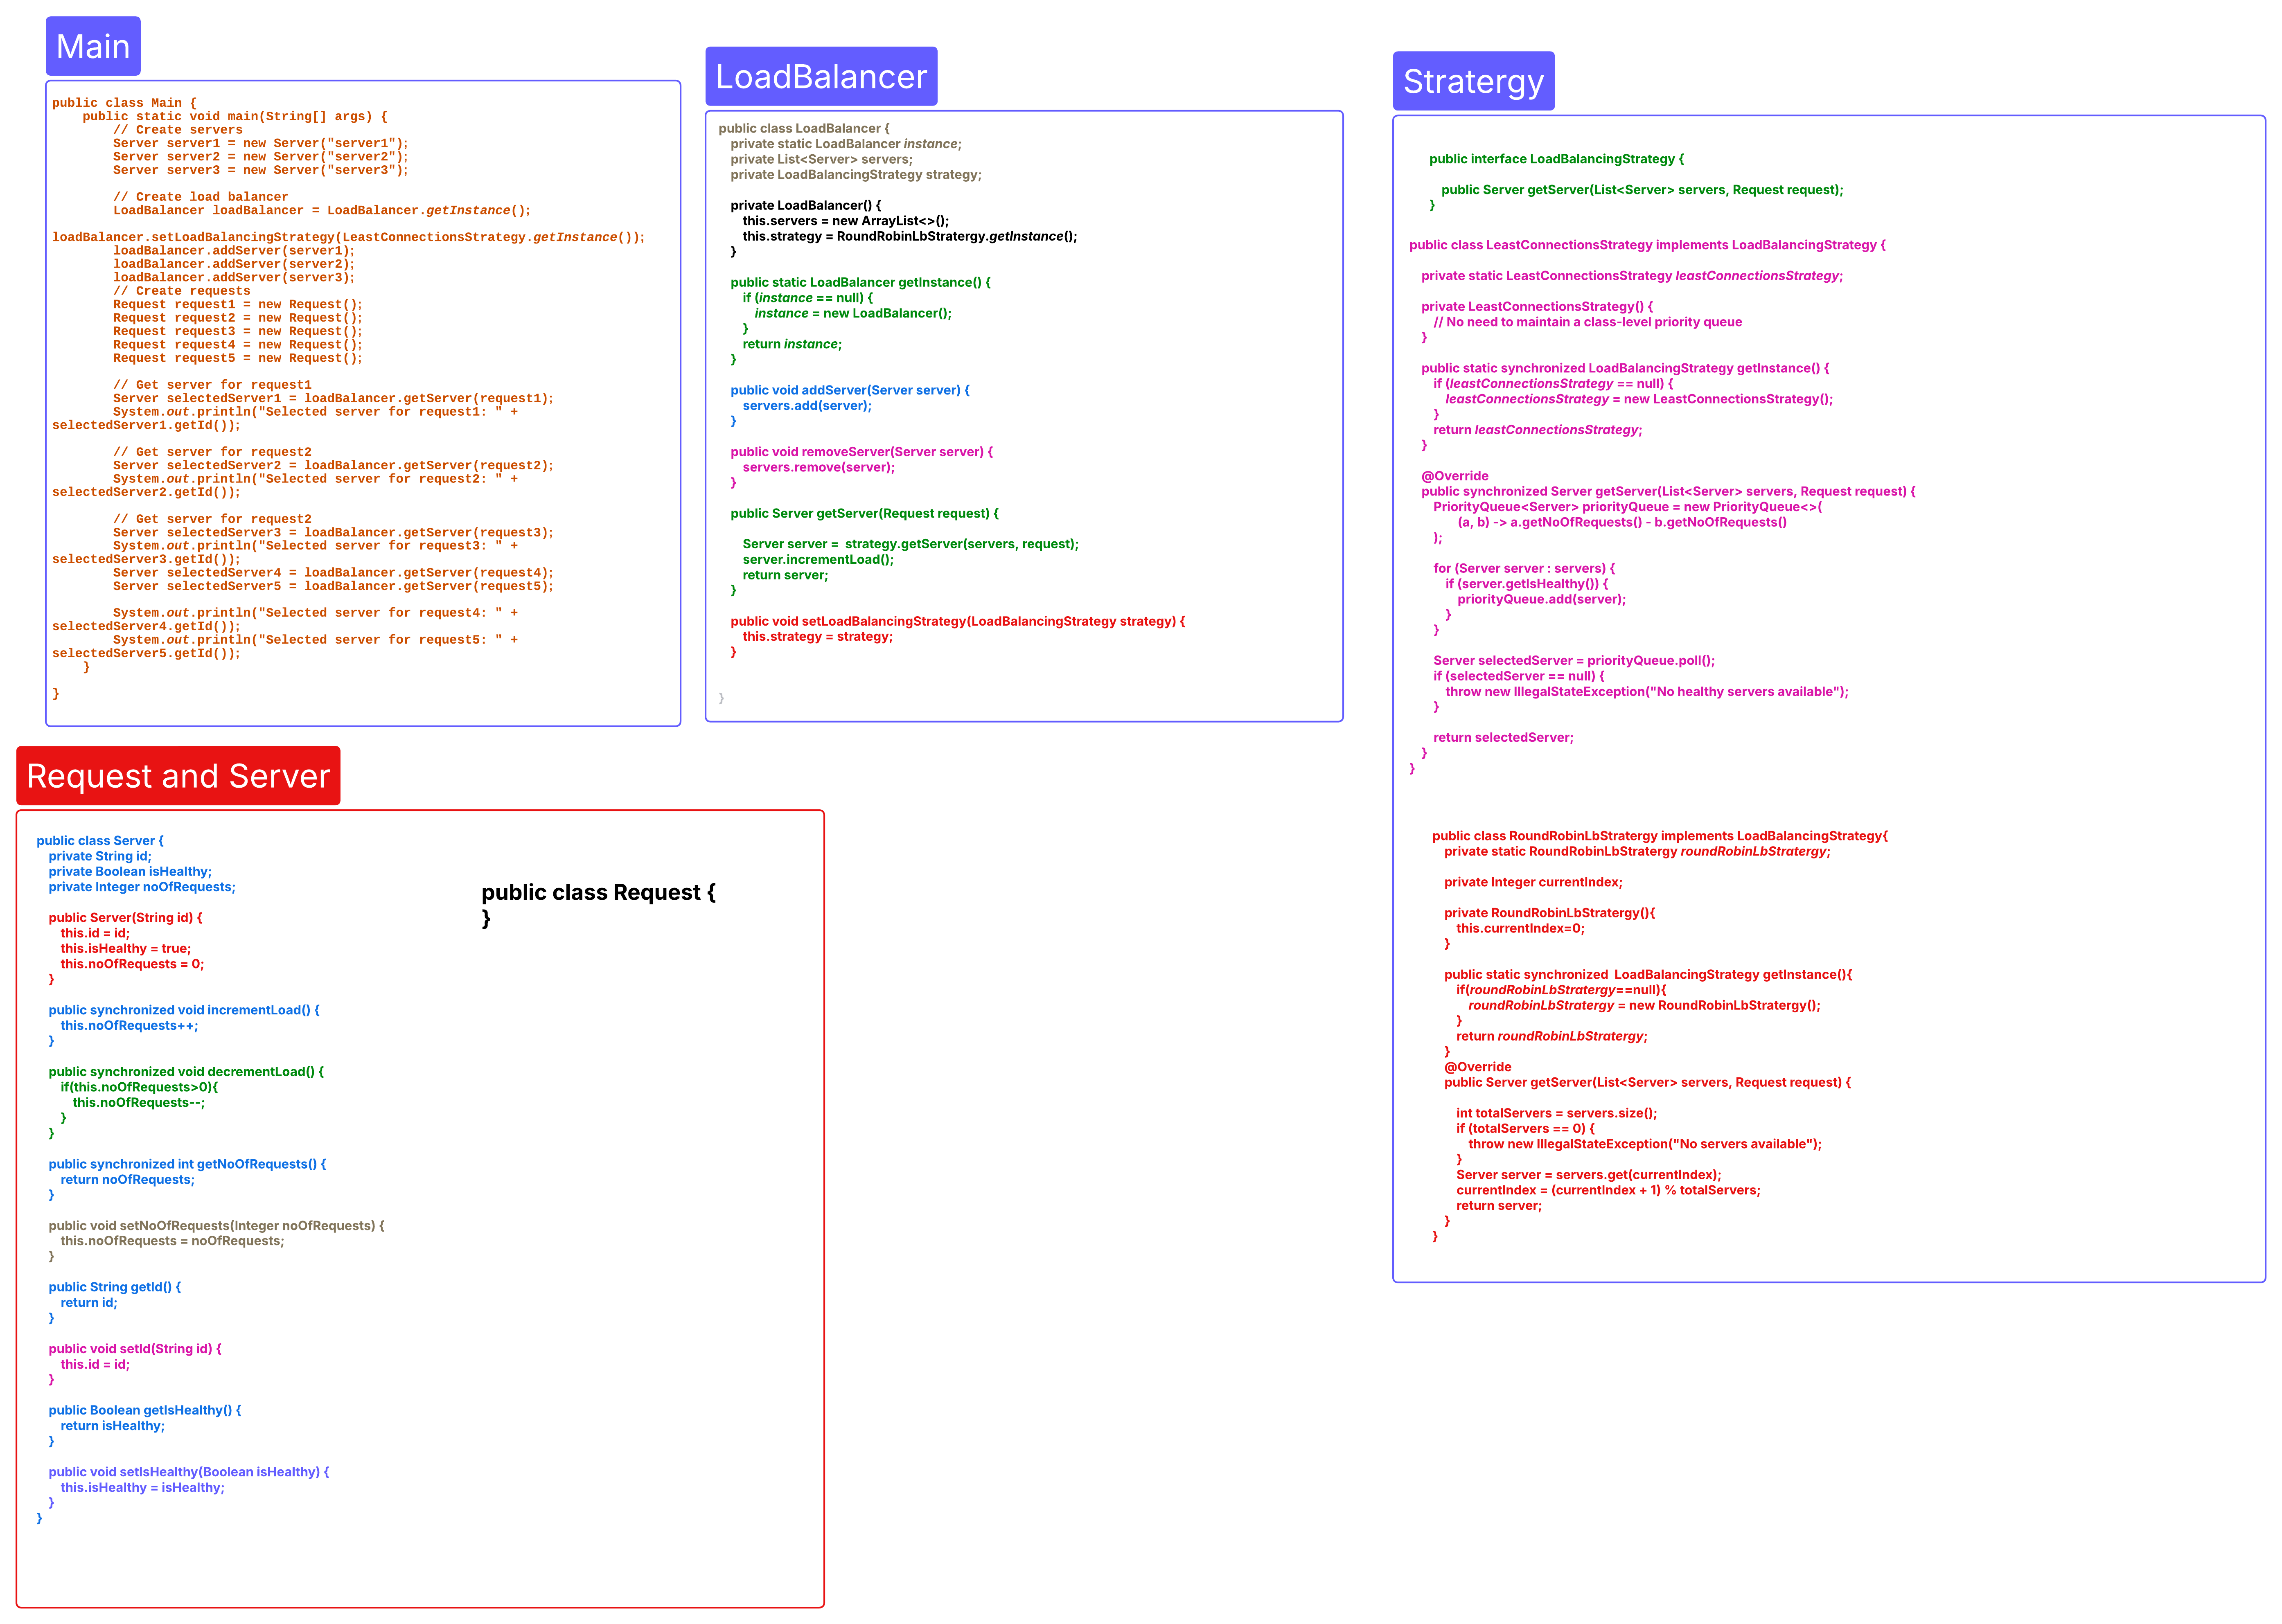 Main
public class Main {
    public static void main(String[] args) {
        // Create servers
        Server server1 = new Server("server1");
        Server server2 = new Server("server2");
        Server server3 = new Server("server3");

        // Create load balancer
        LoadBalancer loadBalancer = LoadBalancer.getInstance();

loadBalancer.setLoadBalancingStrategy(LeastConnectionsStrategy.getInstance());
        loadBalancer.addServer(server1);
        loadBalancer.addServer(server2);
        loadBalancer.addServer(server3);
        // Create requests
        Request request1 = new Request();
        Request request2 = new Request();
        Request request3 = new Request();
        Request request4 = new Request();
        Request request5 = new Request();

        // Get server for request1
        Server selectedServer1 = loadBalancer.getServer(request1);
        System.out.println("Selected server for request1: " +
selectedServer1.getId());

        // Get server for request2
        Server selectedServer2 = loadBalancer.getServer(request2);
        System.out.println("Selected server for request2: " +
selectedServer2.getId());

        // Get server for request2
        Server selectedServer3 = loadBalancer.getServer(request3);
        System.out.println("Selected server for request3: " +
selectedServer3.getId());
        Server selectedServer4 = loadBalancer.getServer(request4);
        Server selectedServer5 = loadBalancer.getServer(request5);

        System.out.println("Selected server for request4: " +
selectedServer4.getId());
        System.out.println("Selected server for request5: " +
selectedServer5.getId());
    }

}
LoadBalancer
public class LoadBalancer {
    private static LoadBalancer instance;
    private List<Server> servers;
    private LoadBalancingStrategy strategy;

    private LoadBalancer() {
        this.servers = new ArrayList<>();
        this.strategy = RoundRobinLbStratergy.getInstance();
    }

    public static LoadBalancer getInstance() {
        if (instance == null) {
            instance = new LoadBalancer();
        }
        return instance;
    }

    public void addServer(Server server) {
        servers.add(server);
    }

    public void removeServer(Server server) {
        servers.remove(server);
    }

    public Server getServer(Request request) {

        Server server =  strategy.getServer(servers, request);
        server.incrementLoad();
        return server;
    }

    public void setLoadBalancingStrategy(LoadBalancingStrategy strategy) {
        this.strategy = strategy;
    }

}
Stratergy
public interface LoadBalancingStrategy {

    public Server getServer(List<Server> servers, Request request);
}

public class LeastConnectionsStrategy implements LoadBalancingStrategy {

    private static LeastConnectionsStrategy leastConnectionsStrategy;

    private LeastConnectionsStrategy() {
        // No need to maintain a class-level priority queue
    }

    public static synchronized LoadBalancingStrategy getInstance() {
        if (leastConnectionsStrategy == null) {
            leastConnectionsStrategy = new LeastConnectionsStrategy();
        }
        return leastConnectionsStrategy;
    }

    @Override
    public synchronized Server getServer(List<Server> servers, Request request) {
        PriorityQueue<Server> priorityQueue = new PriorityQueue<>(
                (a, b) -> a.getNoOfRequests() - b.getNoOfRequests()
        );

        for (Server server : servers) {
            if (server.getIsHealthy()) {
                priorityQueue.add(server);
            }
        }

        Server selectedServer = priorityQueue.poll();
        if (selectedServer == null) {
            throw new IllegalStateException("No healthy servers available");
        }

        return selectedServer;
    }
}

public class RoundRobinLbStratergy implements LoadBalancingStrategy{
    private static RoundRobinLbStratergy roundRobinLbStratergy;

    private Integer currentIndex;

    private RoundRobinLbStratergy(){
        this.currentIndex=0;
    }

    public static synchronized  LoadBalancingStrategy getInstance(){
        if(roundRobinLbStratergy==null){
            roundRobinLbStratergy = new RoundRobinLbStratergy();
        }
        return roundRobinLbStratergy;
    }
    @Override
    public Server getServer(List<Server> servers, Request request) {

        int totalServers = servers.size();
        if (totalServers == 0) {
            throw new IllegalStateException("No servers available");
        }
        Server server = servers.get(currentIndex);
        currentIndex = (currentIndex + 1) % totalServers;
        return server;
    }
}
Request and Server
public class Server {
    private String id;
    private Boolean isHealthy;
    private Integer noOfRequests;

    public Server(String id) {
        this.id = id;
        this.isHealthy = true;
        this.noOfRequests = 0;
    }

    public synchronized void incrementLoad() {
        this.noOfRequests++;
    }

    public synchronized void decrementLoad() {
        if(this.noOfRequests>0){
            this.noOfRequests--;
        }
    }

    public synchronized int getNoOfRequests() {
        return noOfRequests;
    }

    public void setNoOfRequests(Integer noOfRequests) {
        this.noOfRequests = noOfRequests;
    }

    public String getId() {
        return id;
    }

    public void setId(String id) {
        this.id = id;
    }

    public Boolean getIsHealthy() {
        return isHealthy;
    }

    public void setIsHealthy(Boolean isHealthy) {
        this.isHealthy = isHealthy;
    }
}
public class Request {
}